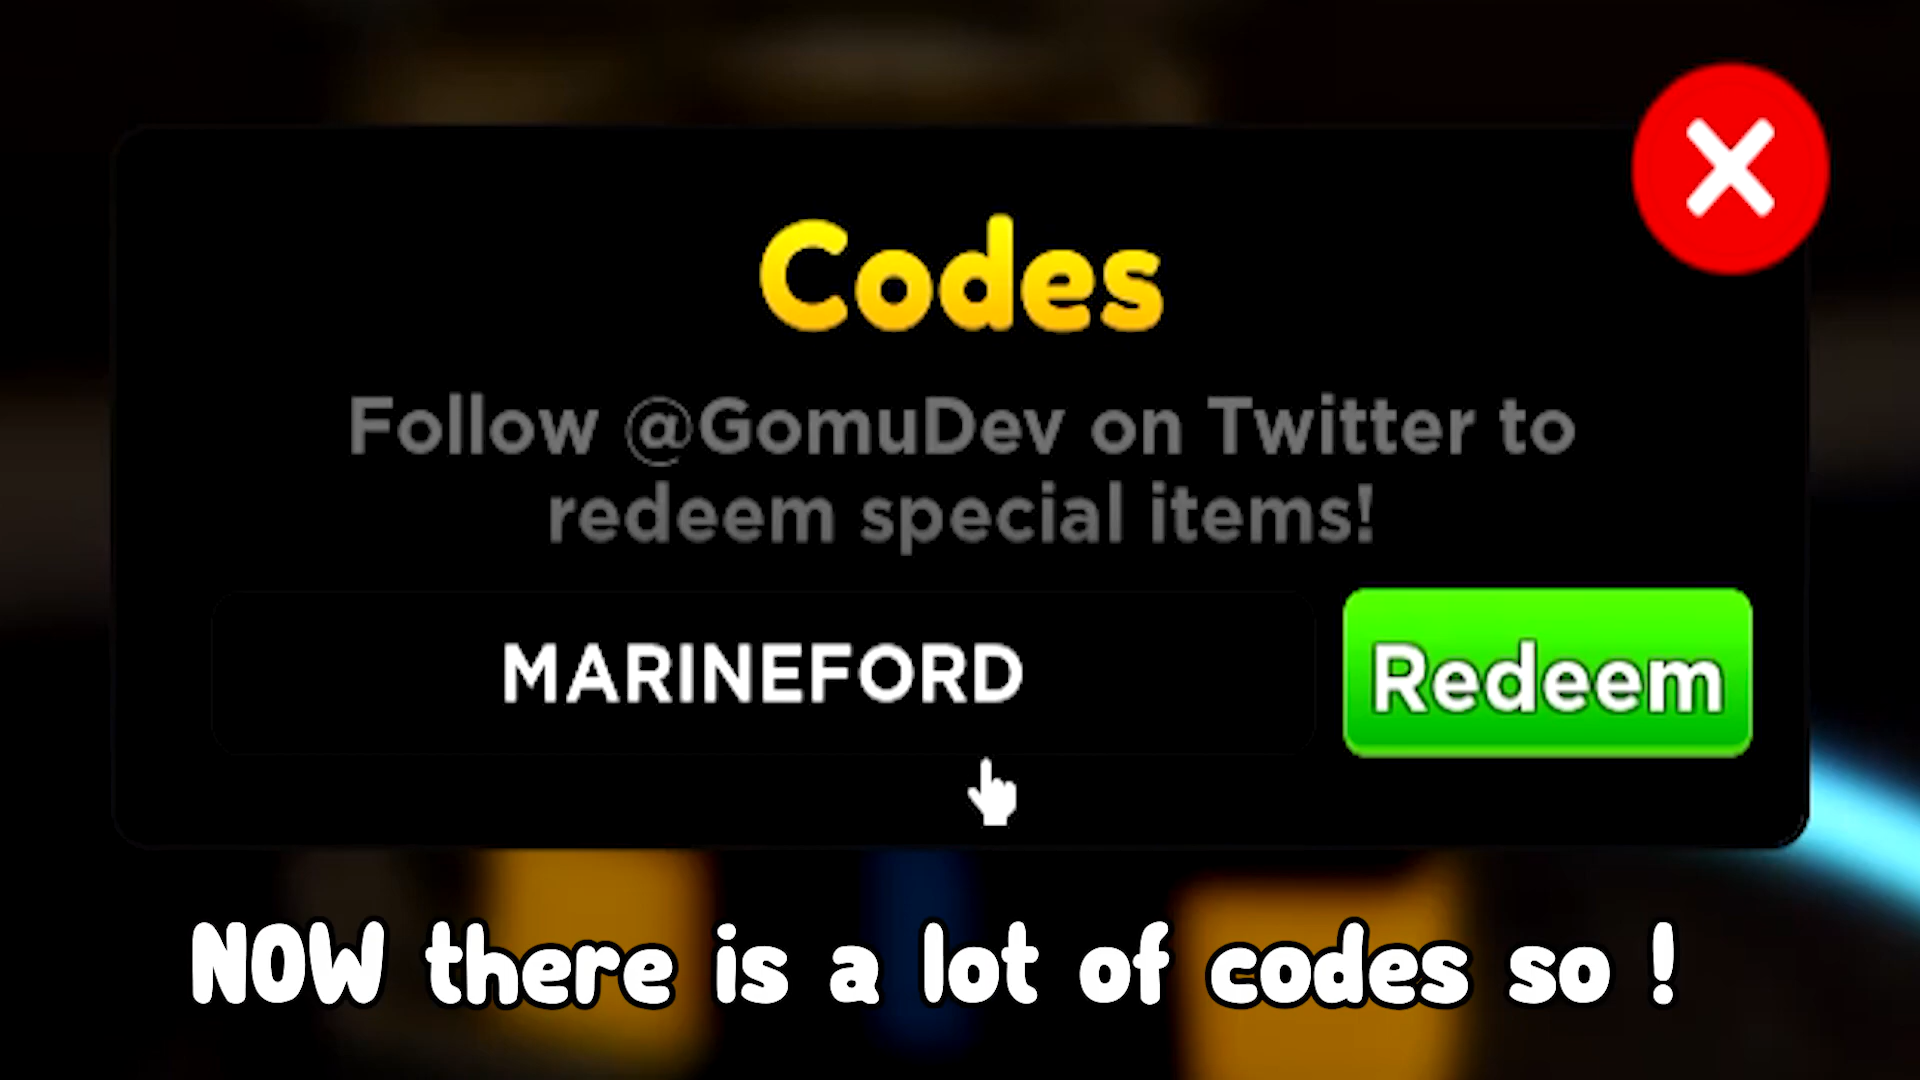 Codes
Follow @GomuDev on Twitter to
redeem special items!
MARINEFORD
Redeem
NOW there is a lot of codes so !